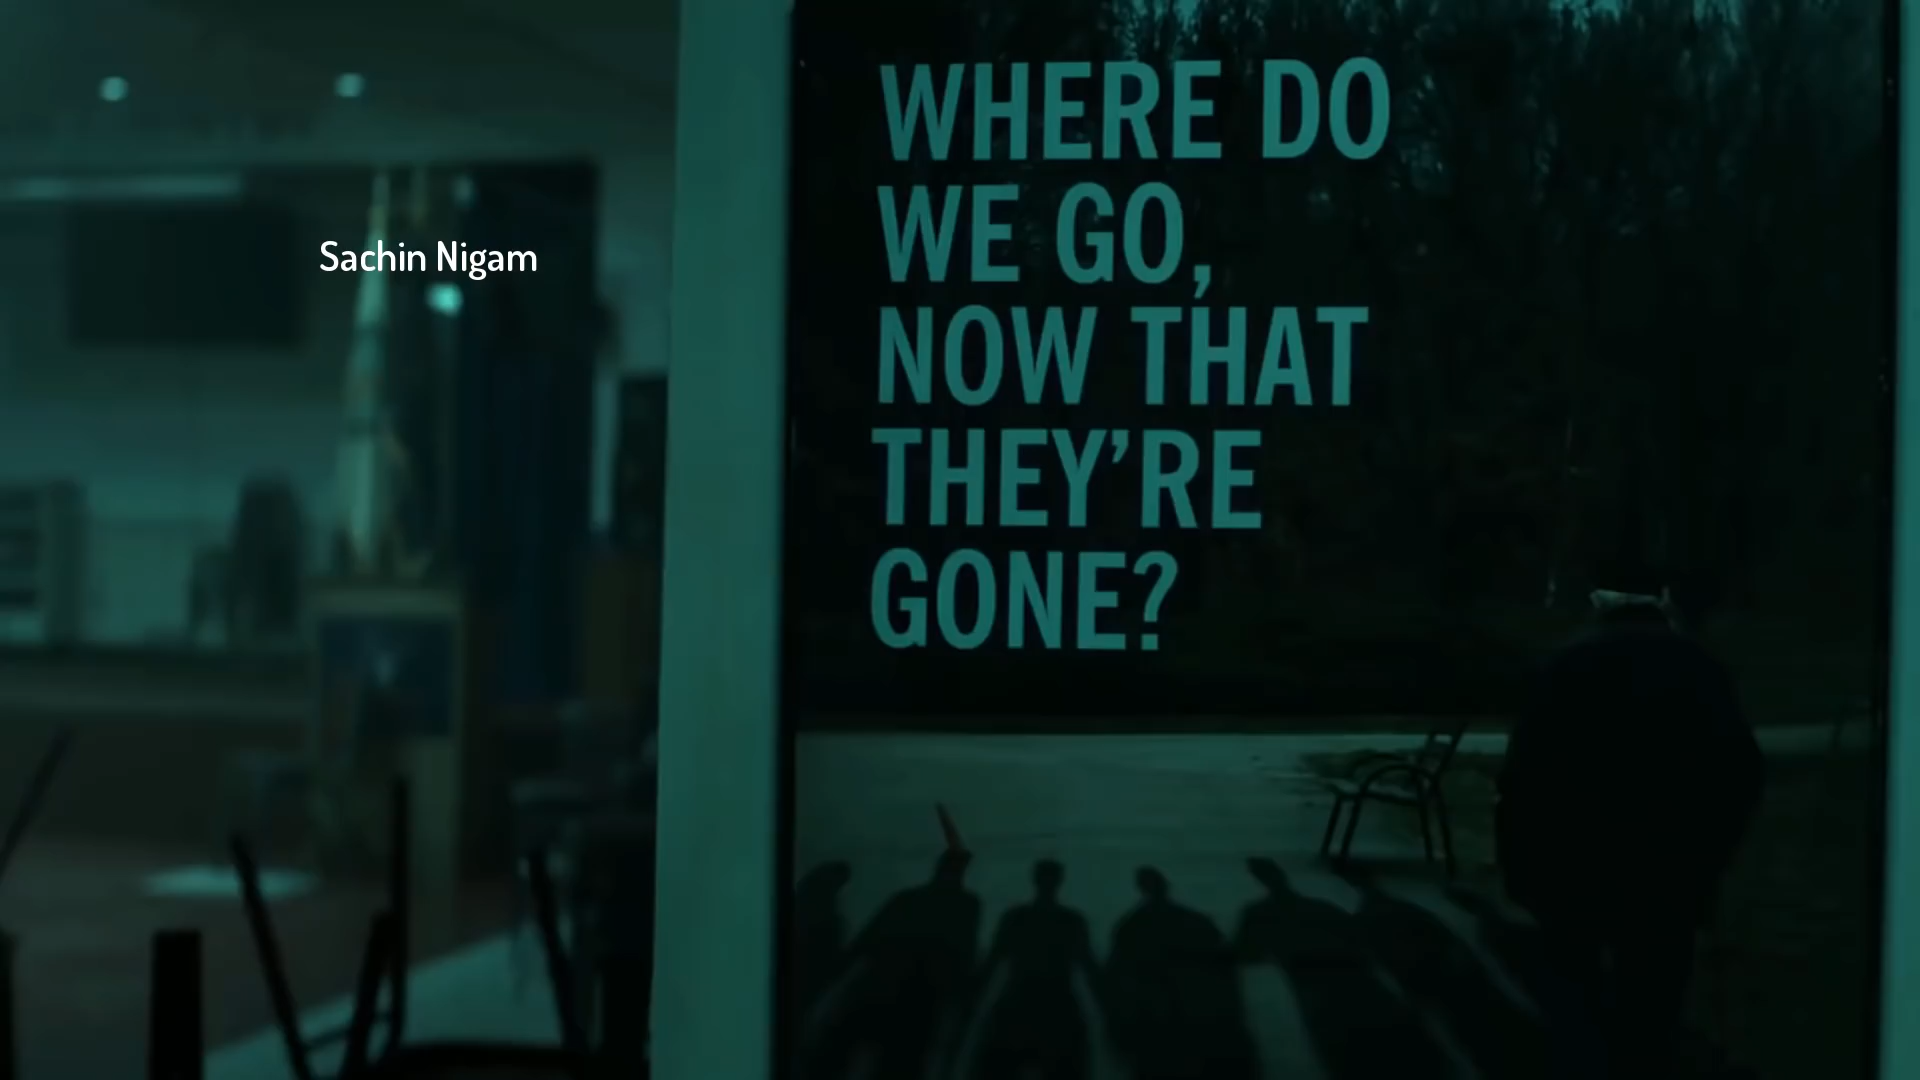 Sachin Nigam
WHERE DO
WE GO,
NOW THAT
THEY'RE
GONE?